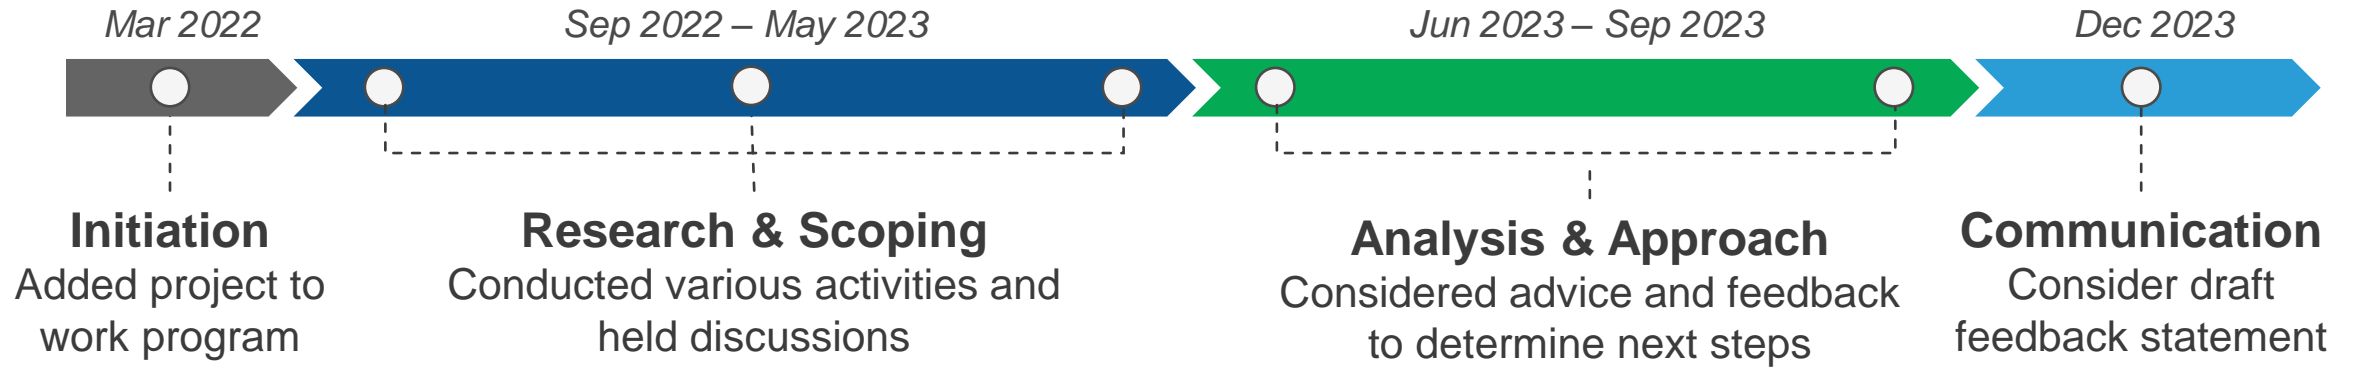 Mar 2022
Sep 2022 – May 2023
Jun 2023 – Sep 2023
Dec 2023
Initiation
Added project to
work program
Research & Scoping
Conducted various activities and
held discussions
Analysis & Approach
Considered advice and feedback
to determine next steps
Communication
Consider draft
feedback statement